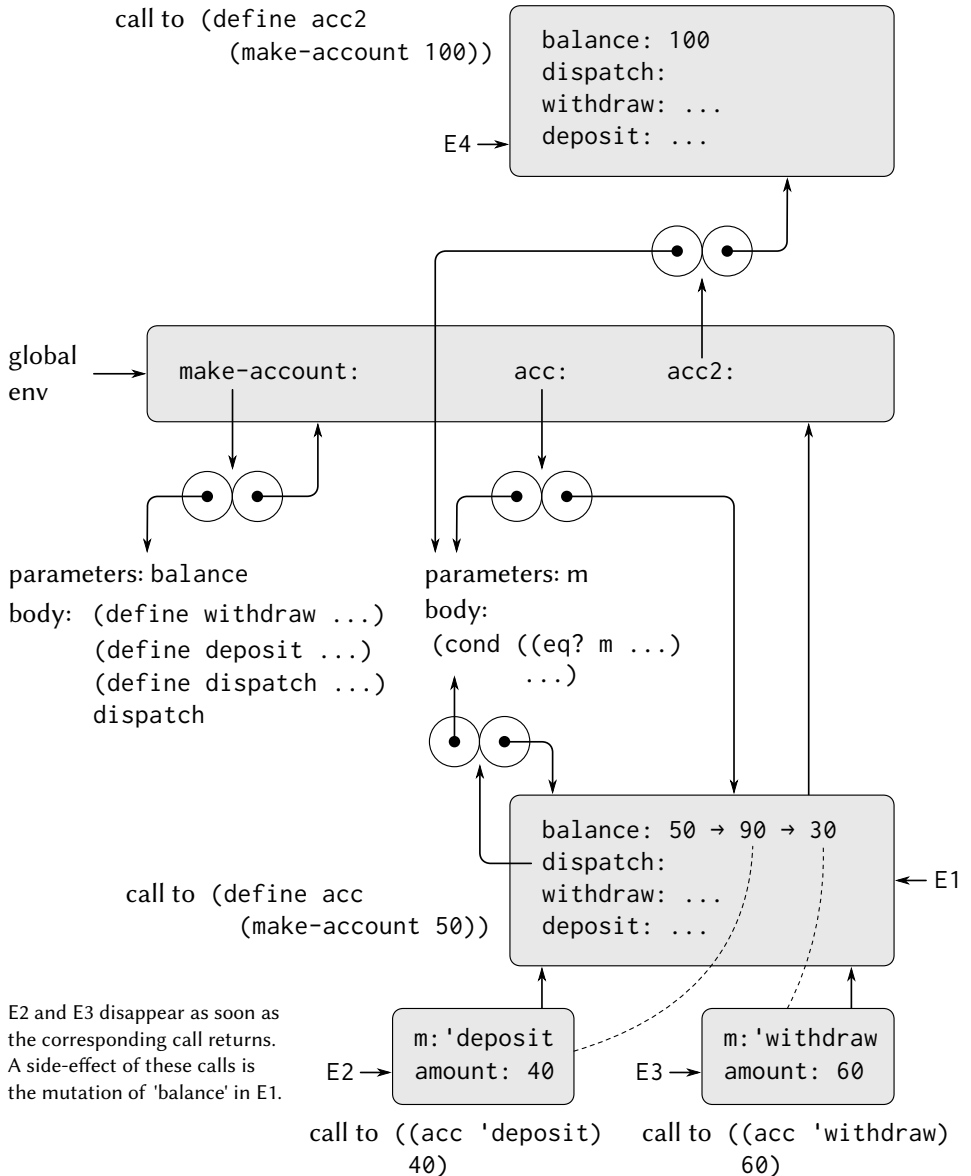 call to (define acc2
(make-account 100))
balance: 100
dispatch:
withdraw: ...
deposit: ...
E4
global
env
make-account:
acc:
acc2:
parameters: balance
body: (define withdraw ...)
(define deposit ...)
(define dispatch ...)
dispatch
parameters: m
body:
(cond ((eq? m ...)
...)
balance: 50 → 90 → 30
dispatch:
withdraw: ...
deposit: ...
E1
call to (define acc
(make-account 50))
E2 and E3 disappear as soon as
the corresponding call returns.
A side-effect of these calls is
the mutation of 'balance' in E1.
E2
m:'deposit
amount: 40
E3
m:'withdraw
amount: 60
call to ((acc 'deposit)
40)
call to ((acc 'withdraw)
60)